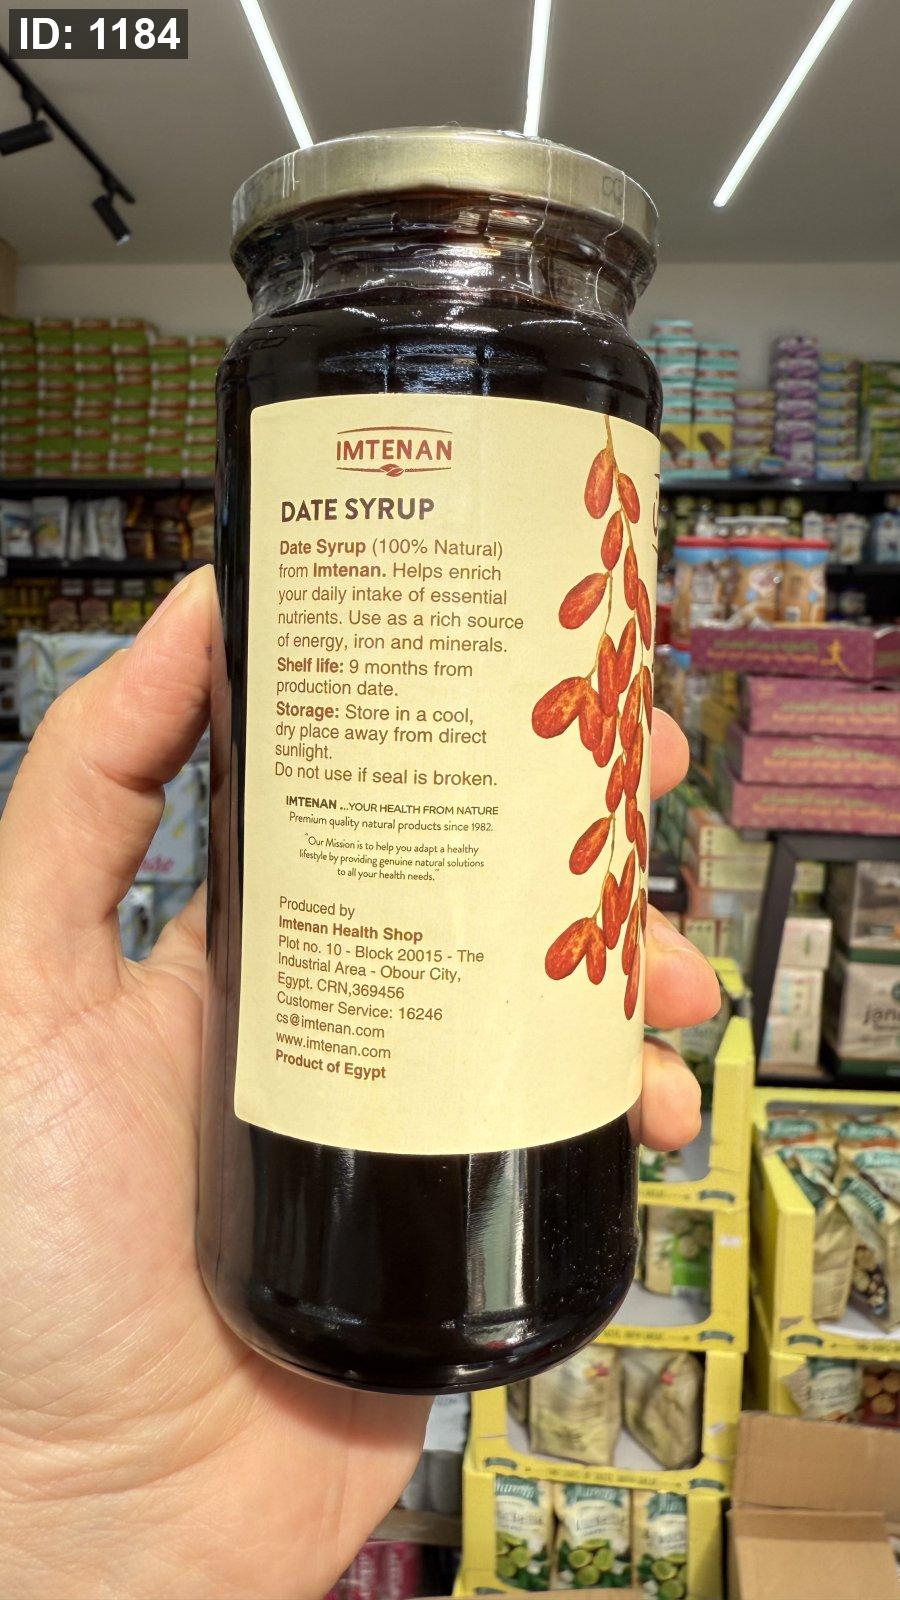 ID: 1184
IMTENAN
DATE SYRUP
Date Syrup (100% Natural)
from Imtenan. Helps enrich
your daily intake of essential
nutrients. Use as a rich source
of energy, iron and minerals.
Shelf life: 9 months from
production date.
Storage: Store in a cool,
dry place away from direct
sunlight.
Do not use if seal is broken.
IMTENAN ...YOUR HEALTH FROM NATURE
Premium quality natural products since 1982.
"Our Mission is to help you adapt a healthy
lifestyle by providing genuine natural solutions
to all your health needs."
Produced by
Imtenan Health Shop
Plot no. 10 - Block 20015 - The
Industrial Area - Obour City,
Egypt. CRN,369456
Customer Service: 16246
cs@imtenan.com
www.imtenan.com
Product of Egypt